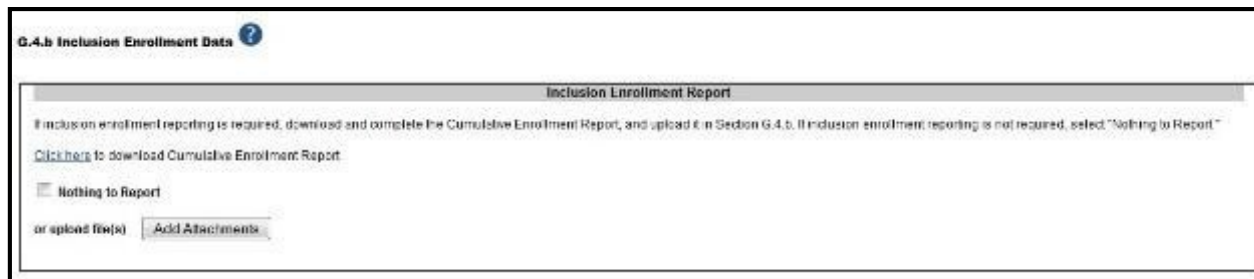 G.4.b Inclusion Enrollment Data ?
Inclusion Enrollment Report
If inclusion enrollment reporting is required, download and complete the Cumulative Enrollment Report, and upload it in Section G.4.b. If inclusion enrollment reporting is not required, select "Nothing to Report."
Click here to download Cumulative Enrollment Report
Nothing to Report
or upload file(s) Add Attachments